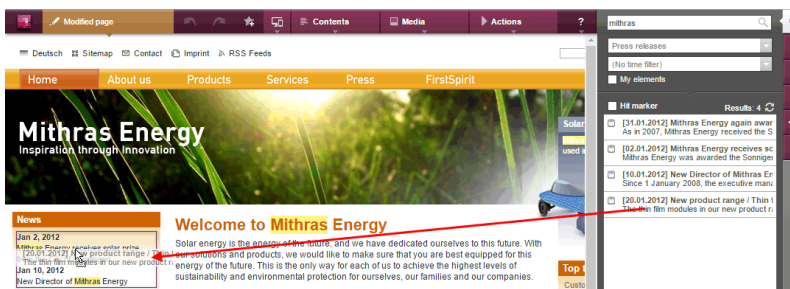 Modified page
Contents
Media
Actions
?
Deutsch
Sitemap
Contact
Imprint
RSS Feeds
Home
About us
Products
Services
Press
FirstSpirit
Mithras Energy
Inspiration through Innovation
Solar
used i
News
Jan 2, 2012
Mithras Energy receives solar prize
[20.01.2012] New product range / Thin
The thin film modules in our new product r
Jan 10, 2012
New Director of Mithras Energy
Welcome to Mithras Energy
Solar energy is the energy of the future, and we have dedicated ourselves to this future. With
our solutions and products, we would like to make sure that you are best equipped for this
energy of the future. This is the only way for each of us to achieve the highest levels of
sustainability and environmental protection for ourselves, our families and our companies.
Top t
Custo
mithras
Press releases
(No time filter)
My elements
Hit marker
Results: 4
[31.01.2012] Mithras Energy again awar
As in 2007, Mithras Energy received the S
[02.01.2012] Mithras Energy receives sc
Mithras Energy was awarded the Sonnige
[10.01.2012] New Director of Mithras En
Since 1 January 2008, the executive mana
[20.01.2012] New product range / Thin f
The thin film modules in our new product ra